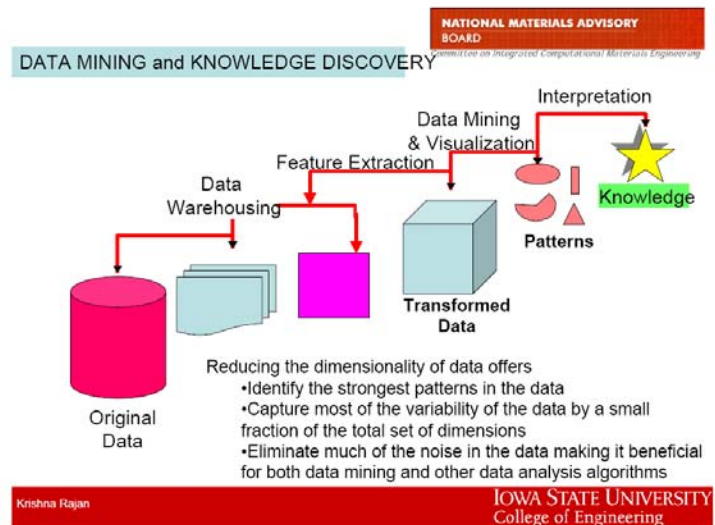 NATIONAL MATERIALS ADVISORY
BOARD
Committee on Integrated Computational Materials Engineering
DATA MINING and KNOWLEDGE DISCOVERY
Interpretation
Data Mining
& Visualization
Feature Extraction
Data
Warehousing
Knowledge
Patterns
Transformed
Data
Original
Data
Reducing the dimensionality of data offers
•Identify the strongest patterns in the data
•Capture most of the variability of the data by a small
fraction of the total set of dimensions
•Eliminate much of the noise in the data making it beneficial
for both data mining and other data analysis algorithms
Krishna Rajan
IOWA STATE UNIVERSITY
College of Engineering